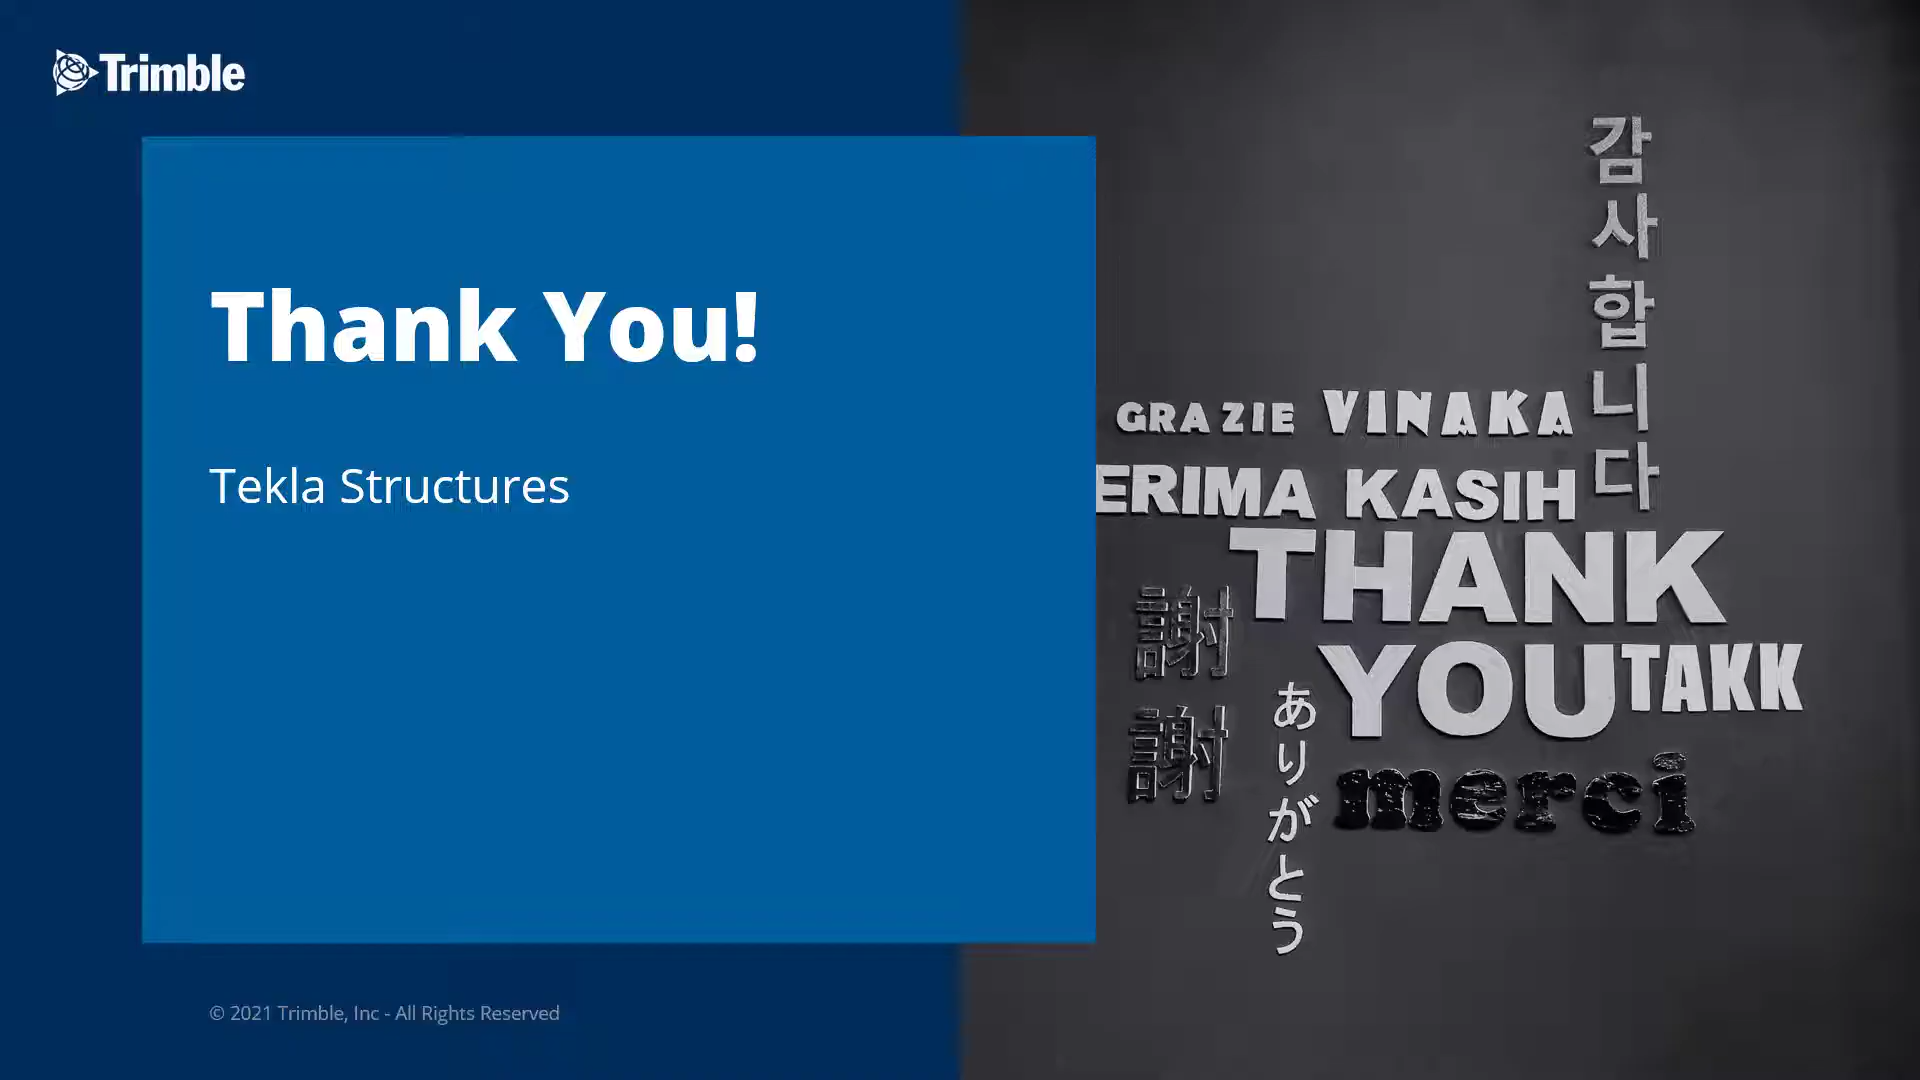 Trimble
Thank You!
Tekla Structures
© 2021 Trimble, Inc - All Rights Reserved
감사합니다
GRAZIE VINAKA
ERIMA KASIH
THANK
YOU
TAKK
謝謝
ありがとう
merci